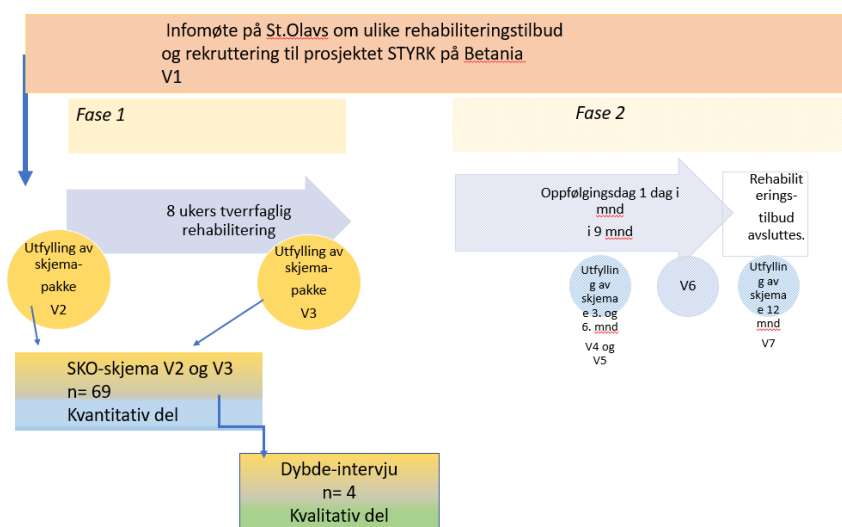 Infomøte på St.Olavs om ulike rehabiliteringstilbud
og rekruttering til prosjektet STYRK på Betania
V1
Fase 1
Fase 2
8 ukers tverrfaglig
rehabilitering
Oppfølgingsdag 1 dag i
mnd
i 9 mnd
Rehabilit
erings-
tilbud
avsluttes.
Utfylling av
skjema-
pakke
V2
Utfylling av
skjema-
pakke
V3
Utfyllin
g av
skjema
e 3. og
6. mnd
V4 og
V5
V6
Utfyllin
g av
skjema
e 12
mnd
V7
SKO-skjema V2 og V3
n= 69
Kvantitativ del
Dybde-intervju
n= 4
Kvalitativ del